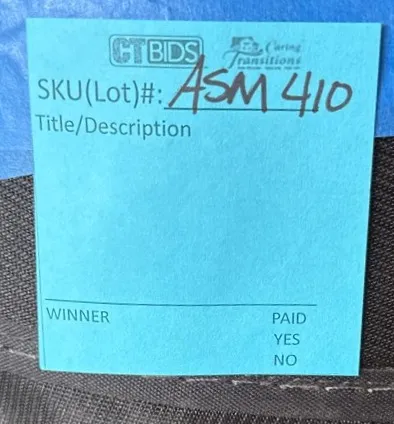 CTBIDS Caring Transitions
SKU(Lot)#: ASM 410
Title/Description
WINNER PAID
YES
NO